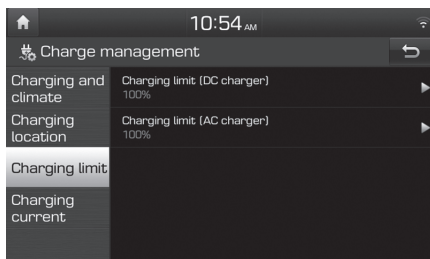 10:54 AM
Charge management
Charging and
climate
Charging limit (DC charger)
100%
Charging
location
Charging limit (AC charger)
100%
Charging limit
Charging
current